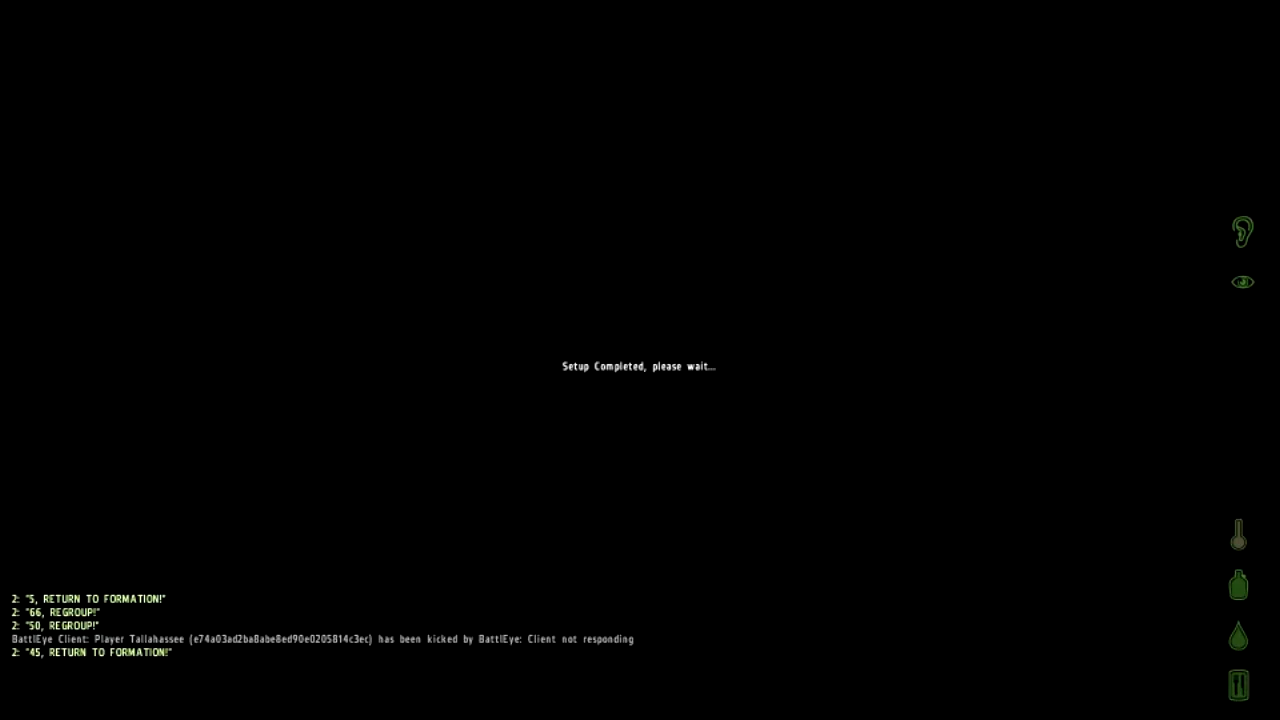 Setup Completed, please wait...
2: "5, RETURN TO FORMATION!"
2: "66, REGROUP!"
2: "50, REGROUP!"
BattlEye Client: Player Tallahassee (e74a03ad2ba8abe8ed90e0205814c3ec) has been kicked by BattlEye: Client not responding
2: "45, RETURN TO FORMATION!"